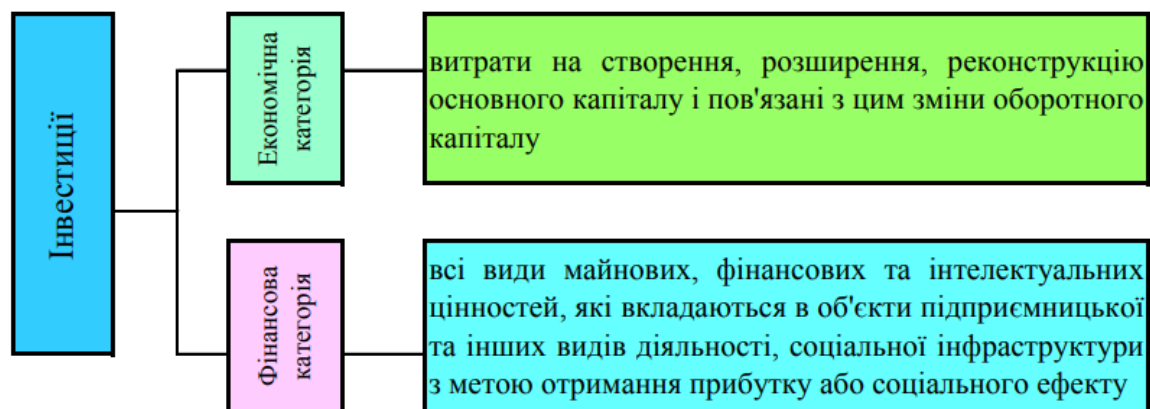 Інвестиції
Економічна
категорія
витрати на створення, розширення, реконструкцію
основного капіталу і пов'язані з цим зміни оборотного
капіталу
Фінансова
категорія
всі види майнових, фінансових та інтелектуальних
цінностей, які вкладаються в об'єкти підприємницької
та інших видів діяльності, соціальної інфраструктури
з метою отримання прибутку або соціального ефекту